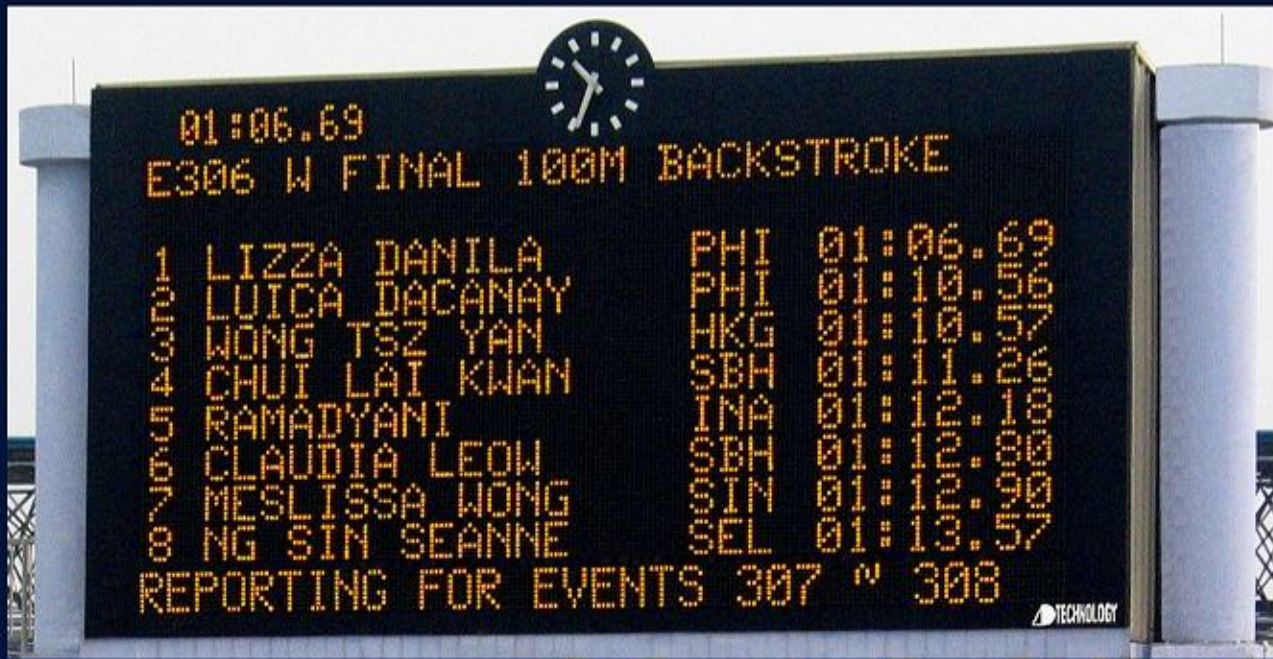 01:06.69
E306 W FINAL 100M BACKSTROKE
1 LIZZA DANILA PHI 01:06.69
2 LUICA DACANAY PHI 01:10.56
3 WONG TSZ YAN HKG 01:10.57
4 CHUI LAI KWAN SBH 01:11.26
5 RAMADYANI INA 01:12.18
6 CLAUDIA LEOW SBH 01:12.80
7 MESLISSA WONG SIN 01:12.90
8 NG SIN SEANNE SEL 01:13.57
REPORTING FOR EVENTS 307 ~ 308
TECHNOLOGY